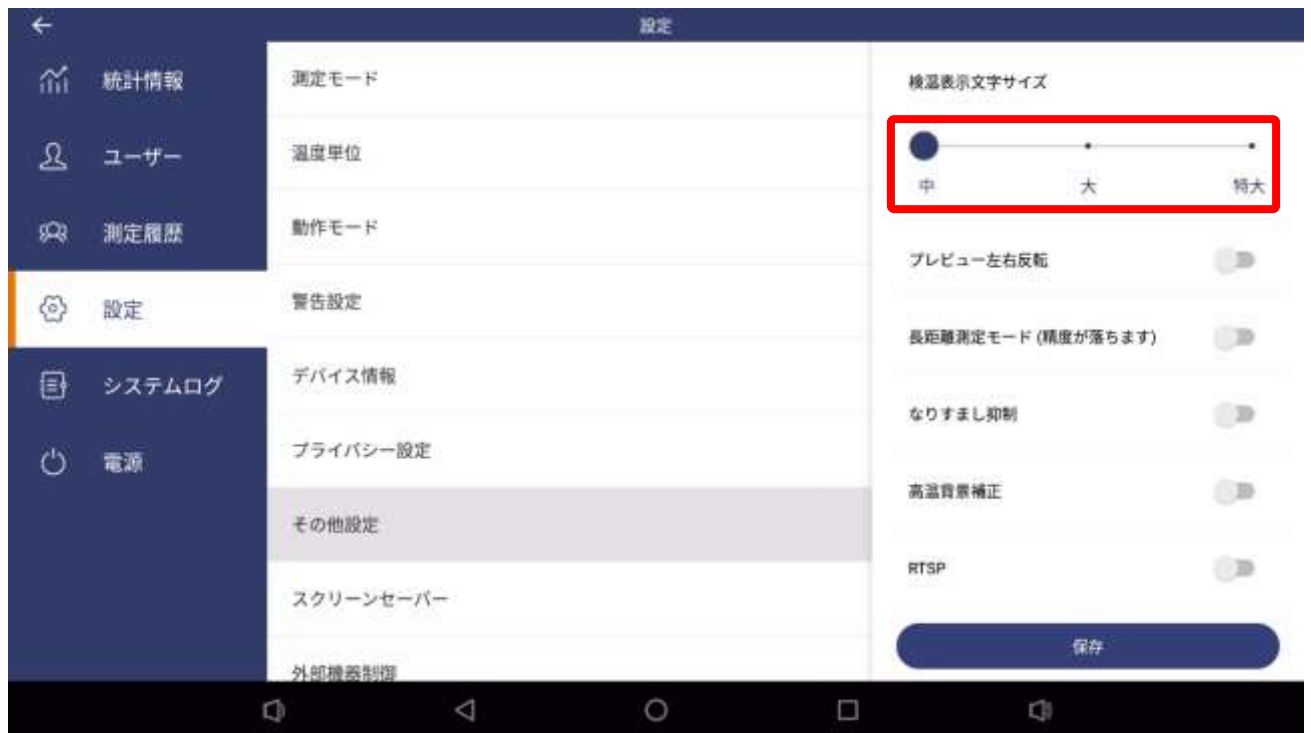 設定
統計情報
ユーザー
測定履歴
設定
システムログ
電源
測定モード
温度単位
動作モード
警告設定
デバイス情報
プライバシー設定
その他設定
スクリーンセーバー
外部機器制御
検温表示文字サイズ
中 大 特大
プレビュー左右反転
長距離測定モード (精度が落ちます)
なりすまし抑制
高温背景補正
RTSP
保存